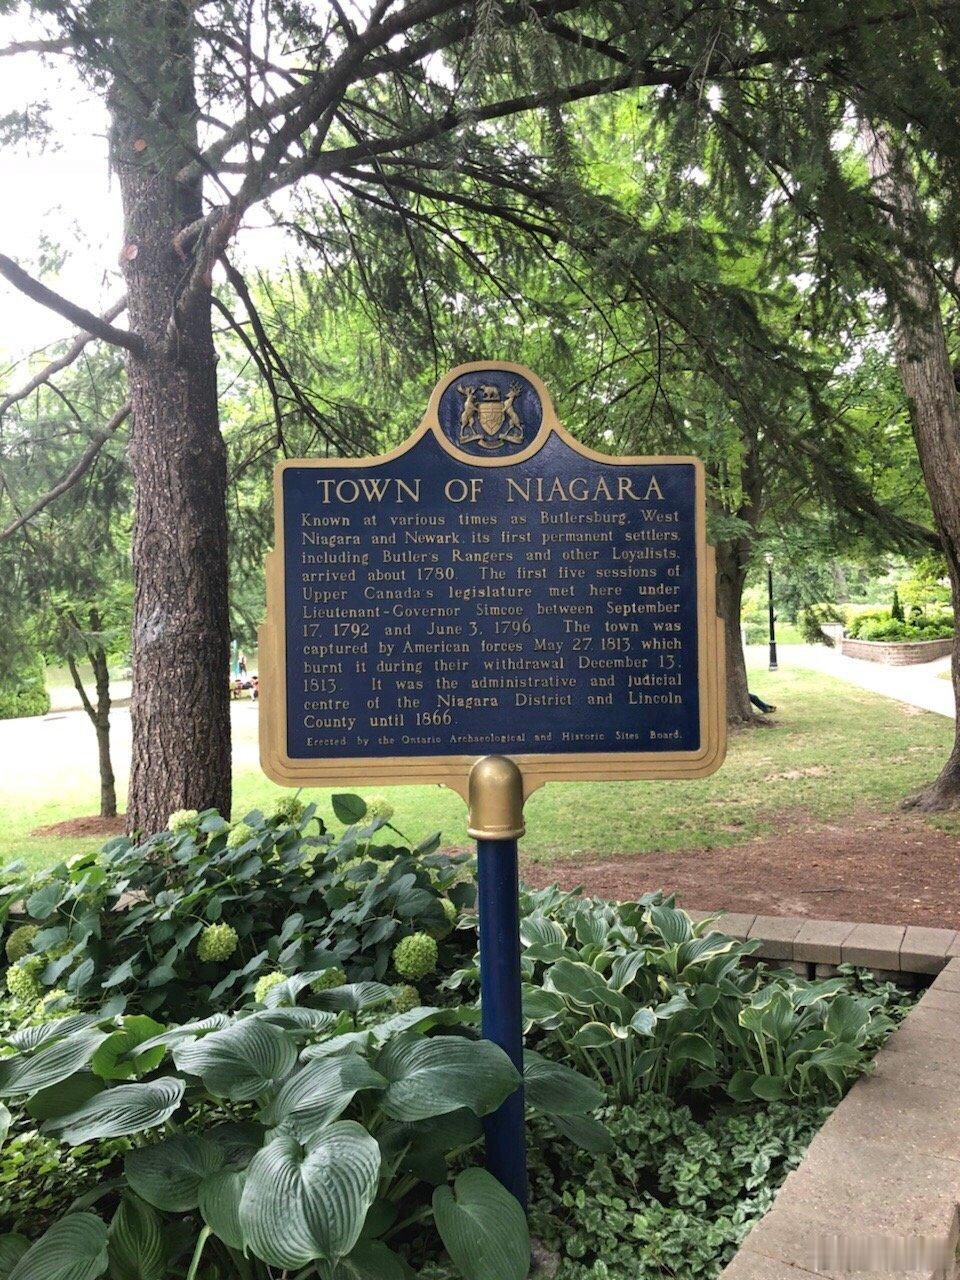 TOWN OF NIAGARA
Known at various times as Butlersburg, West
Niagara and Newark, its first permanent settlers,
including Butler's Rangers and other Loyalists,
arrived about 1780. The first five sessions of
Upper Canada's legislature met here under
Lieutenant-Governor Simcoe between September
17, 1792 and June 3, 1796. The town was
captured by American forces May 27, 1813, which
burnt it during their withdrawal December 13,
1813. It was the administrative and judicial
centre of the Niagara District and Lincoln
County until 1866.
Erected by the Ontario Archaeological and Historic Sites Board.